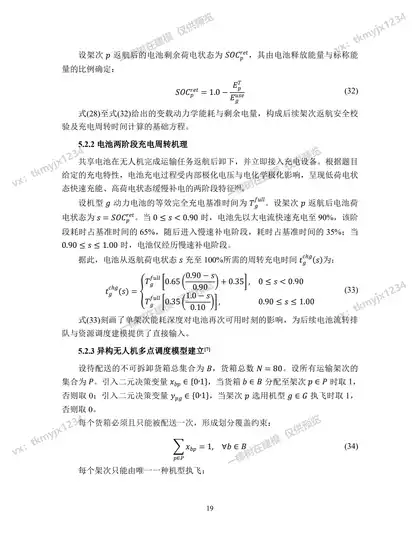 设架次 p 返航后的电池剩余荷电状态为 SOC_p^ret，其由电池释放能量与标称能
量的比例确定：
SOC_p^ret = 1.0 − E_p^T / E_g^use (32)
式(28)至式(32)给出的变载动力学能耗与剩余电量，构成后续架次返航安全校
验及充电周转时间计算的基础方程。
5.2.2 电池两阶段充电周转机理
共享电池在无人机完成运输任务返航后卸下，并立即接入充电设备。根据题目
给定的充电特性，电池充电过程受内部极化电压与电化学极化影响，呈现低荷电状
态快速充能、高荷电状态缓慢补电的两阶段特征。
设机型 g 动力电池的等效完全充电基准时间为 T_g^full。设架次 p 返航后电池荷
电状态为 s = SOC_p^ret。当 0 ≤ s < 0.90 时，电池先以大电流快速充电至 90%，该阶
段耗时占基准时间的 65%，随后进入慢速补电阶段，耗时占基准时间的 35%；当
0.90 ≤ s ≤ 1.00 时，电池仅经历慢速补电阶段。
据此，电池从返航荷电状态 s 充至 100%所需的周转充电时间 t_g^chg(s)为：
t_g^chg(s) = { T_g^full [0.65 (0.90 − s / 0.90) + 0.35], 0 ≤ s < 0.90
T_g^full [0.35 (1.0 − s / 0.10)], 0.90 ≤ s ≤ 1.00 (33)
式(33)刻画了单架次能耗深度对电池再次可用时刻的影响，为后续电池流转排
队与资源调度建模提供了直接输入。
5.2.3 异构无人机多点调度模型建立[7]
设待配送的不可拆卸货箱总集合为 B，货箱总数 N = 80。设所有运输架次的
集合为 P。引入二元决策变量 x_bp ∈ {0,1}，当货箱 b ∈ B 分配至架次 p ∈ P 时取 1，
否则取 0；引入二元决策变量 y_pg ∈ {0,1}，当架次 p 选用机型 g ∈ G 执飞时取 1，
否则取 0。
每个货箱必须且只能被配送一次，形成划分覆盖约束：
∑_{p∈P} x_bp = 1, ∀b ∈ B (34)
每个架次只能由唯一一种机型执飞：
19
vx: tkmyjx1234
vx: tkmyjx1234
vx: tkmyjx1234
vx: tkmyjx1234
仅供预览
仅供预览